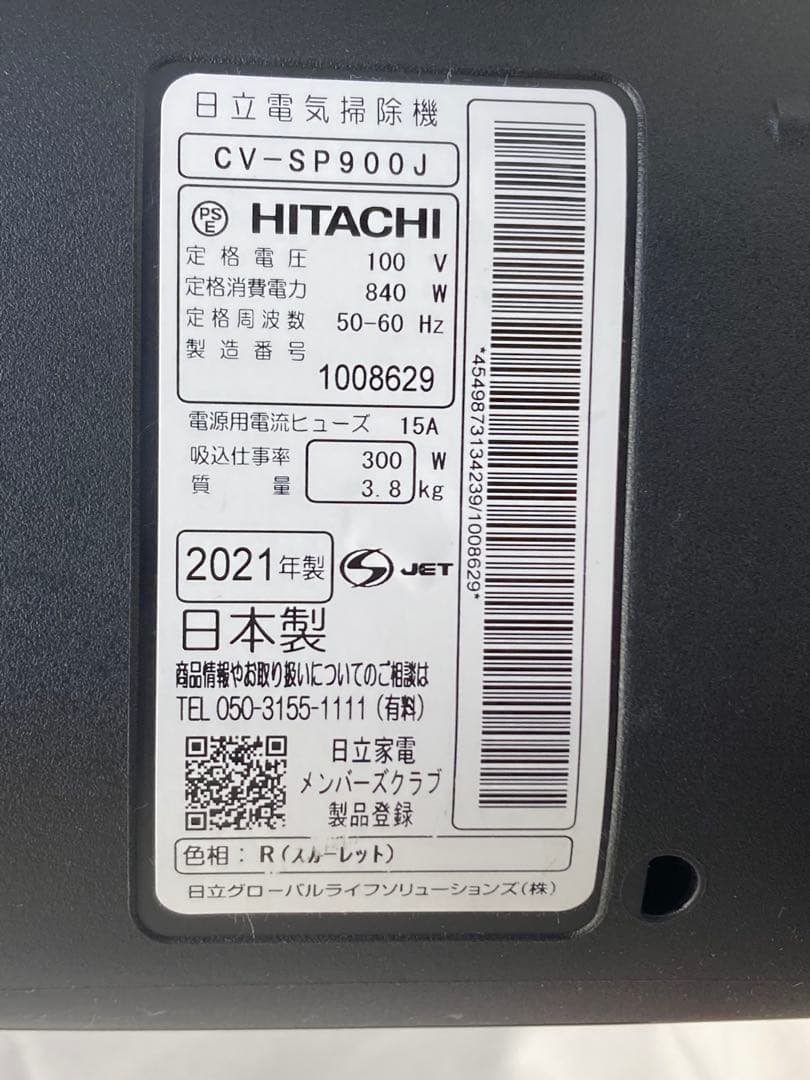 日立電気掃除機
CV-SP900J
PSE HITACHI
定格電圧 100 V
定格消費電力 840 W
定格周波数 50-60 Hz
製造番号
1008629
電源用電流ヒューズ 15A
吸込仕事率 300 W
質量 3.8 kg
2021年製 S JET
日本製
商品情報やお取り扱いについてのご相談は
TEL 050-3155-1111(有料)
日立家電
メンバーズクラブ
製品登録
色相:R(スカーレット)
日立グローバルライフソリューションズ(株)
*4549873134239/1008629*